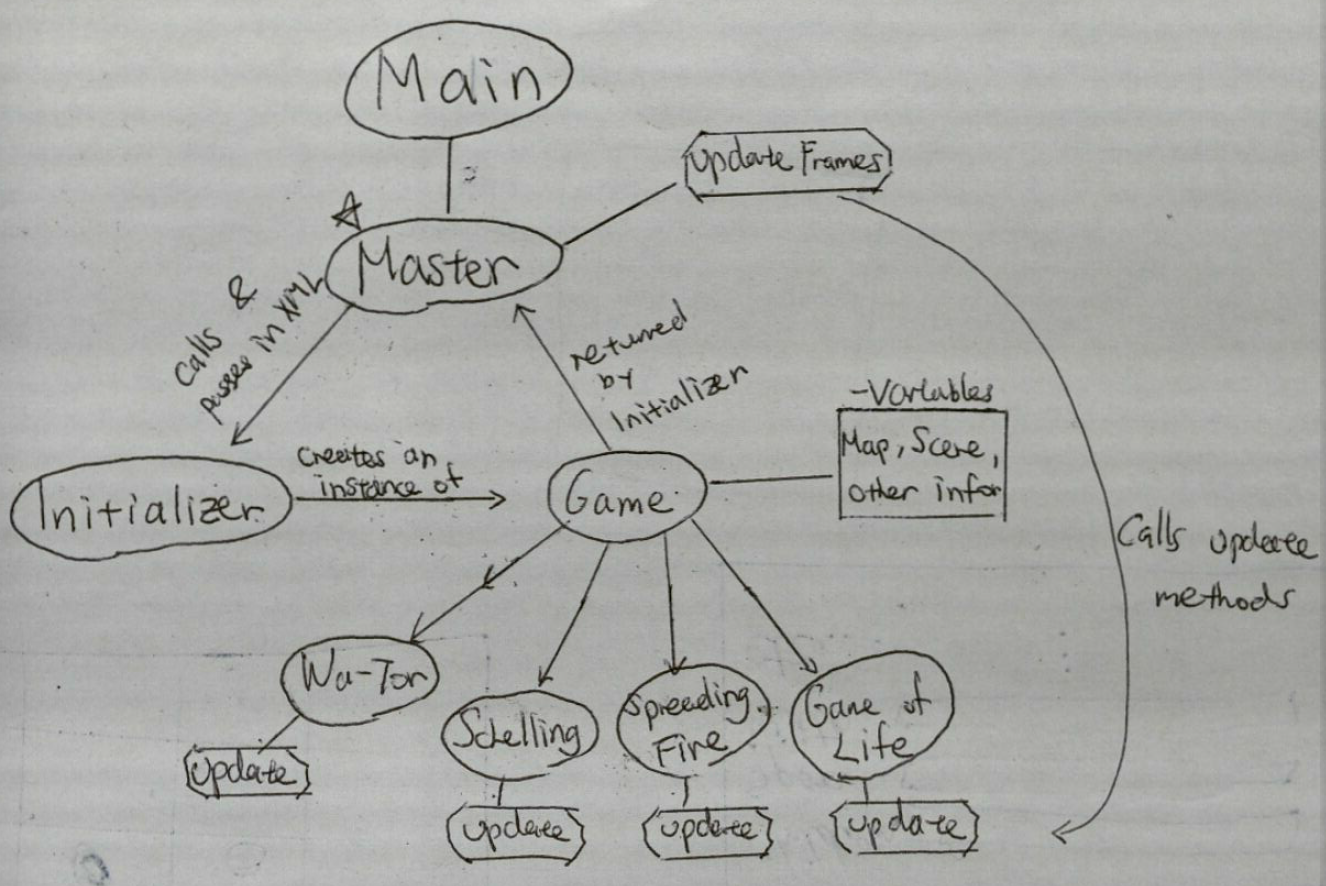 Main
Update Frames
Master
Calls &
passes in XML
returned
by
Initializer
-Variables
Map, Scene,
other infor
Initializer
Creates an
instance of
Game
Calls update
methods
Wa-Tor
Schelling
Spreading
Fire
Game of
Life
update
update
update
update